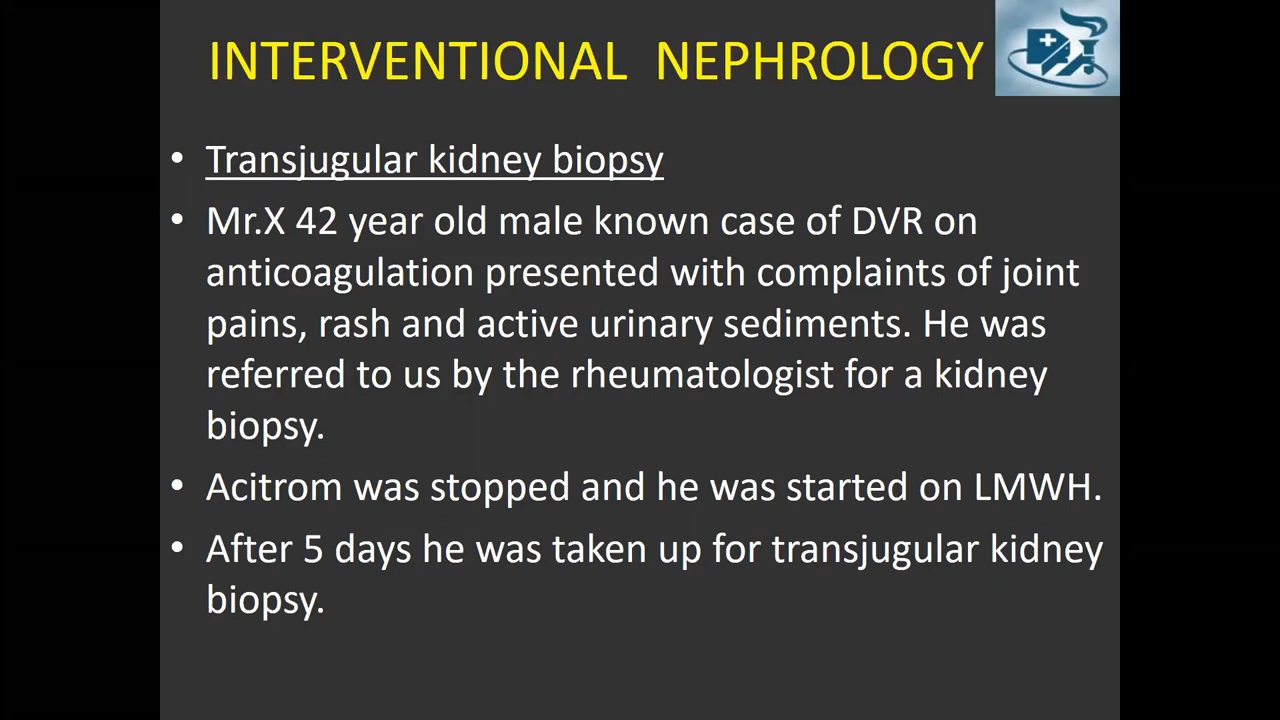 INTERVENTIONAL NEPHROLOGY
• Transjugular kidney biopsy
• Mr.X 42 year old male known case of DVR on
anticoagulation presented with complaints of joint
pains, rash and active urinary sediments. He was
referred to us by the rheumatologist for a kidney
biopsy.
• Acitrom was stopped and he was started on LMWH.
• After 5 days he was taken up for transjugular kidney
biopsy.